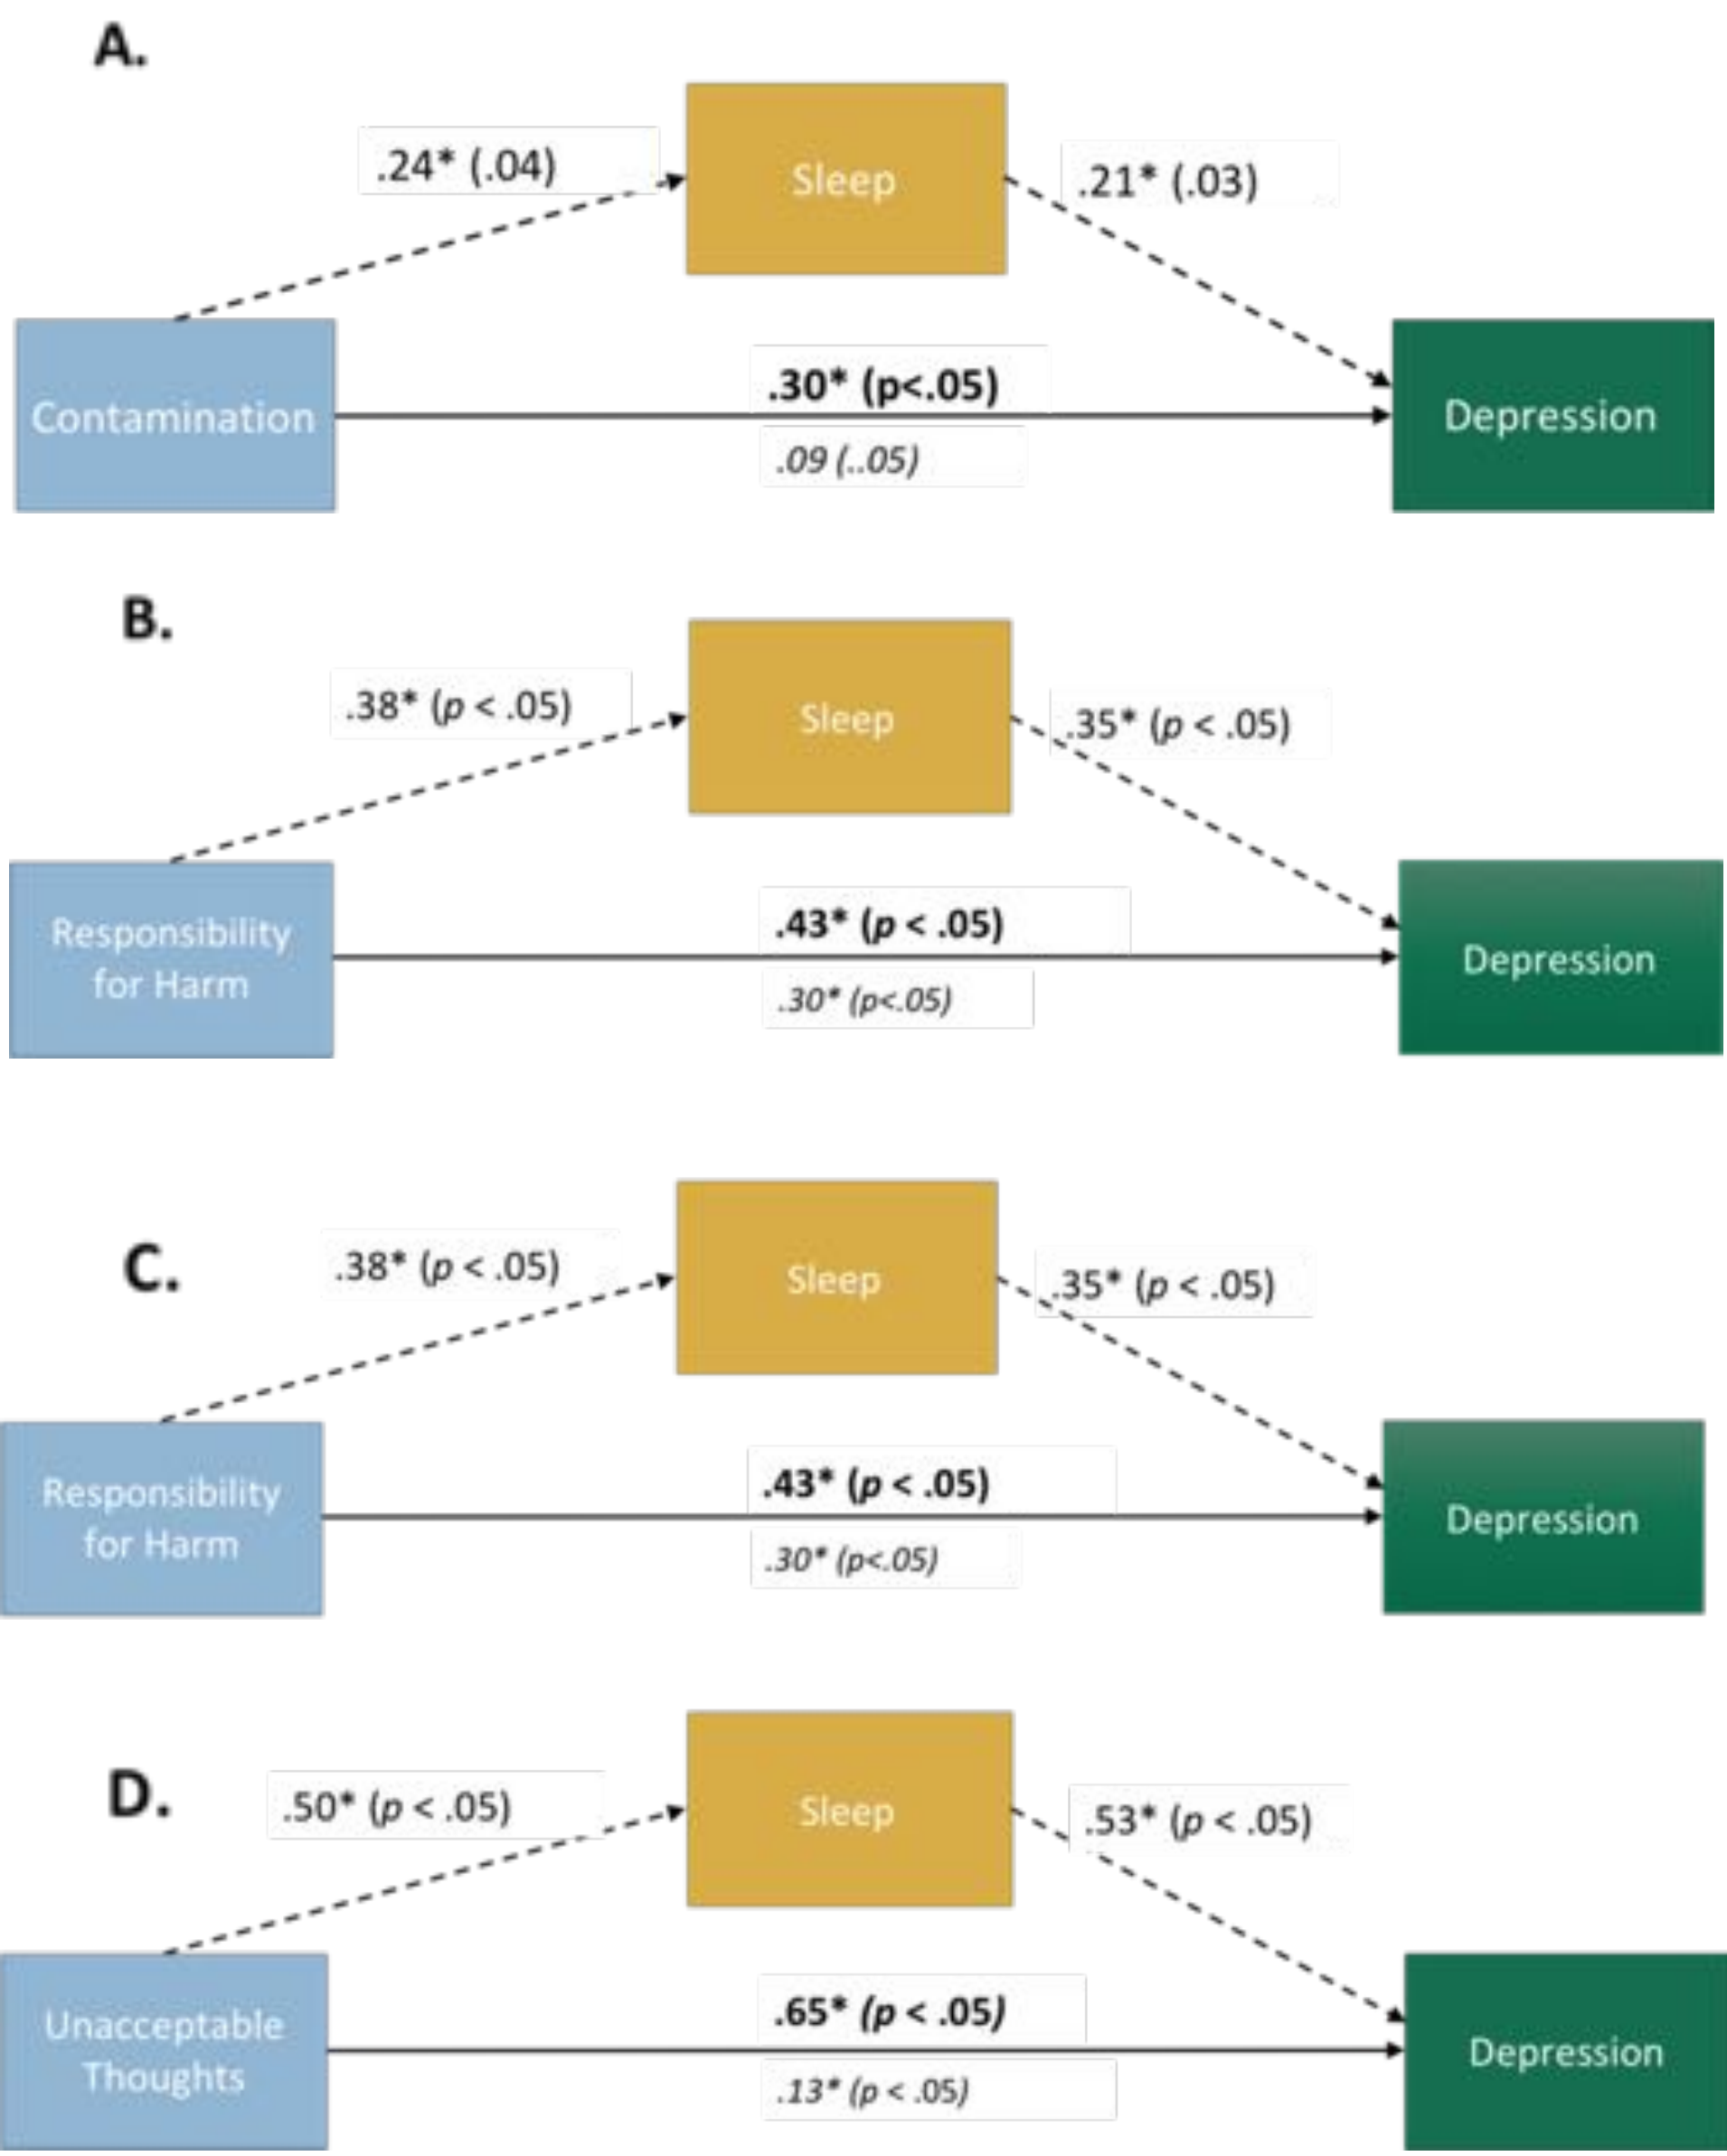 A.
.24* (.04)
Sleep
.21* (.03)
Contamination
.30* (p<.05)
.09 (..05)
Depression
B.
.38* (p < .05)
Sleep
.35* (p < .05)
Responsibility
for Harm
.43* (p < .05)
.30* (p<.05)
Depression
C.
.38* (p < .05)
Sleep
.35* (p < .05)
Responsibility
for Harm
.43* (p < .05)
.30* (p<.05)
Depression
D.
.50* (p < .05)
Sleep
.53* (p < .05)
Unacceptable
Thoughts
.65* (p < .05)
.13* (p < .05)
Depression